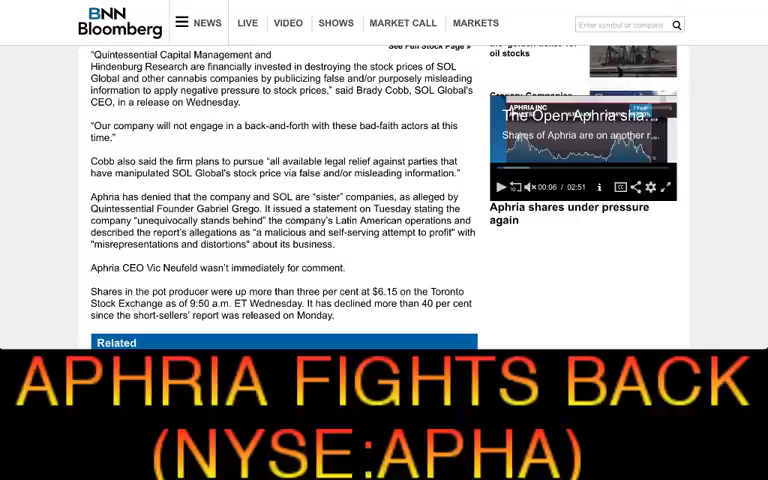 BNN
Bloomberg
NEWS
LIVE
VIDEO
SHOWS
MARKET CALL
MARKETS
Enter symbol or company
See Full Stock Page »
oil stocks
"Quintessential Capital Management and
Hindenburg Research are financially invested in destroying the stock prices of SOL
Global and other cannabis companies by publicizing false and/or purposely misleading
information to apply negative pressure to stock prices," said Brady Cobb, SOL Global's
CEO, in a release on Wednesday.
"Our company will not engage in a back-and-forth with these bad-faith actors at this
time."
Cobb also said the firm plans to pursue "all available legal relief against parties that
have manipulated SOL Global's stock price via false and/or misleading information."
Aphria has denied that the company and SOL are "sister" companies, as alleged by
Quintessential Founder Gabriel Grego. It issued a statement on Tuesday stating the
company "unequivocally stands behind" the company's Latin American operations and
described the report's allegations as "a malicious and self-serving attempt to profit" with
"misrepresentations and distortions" about its business.
Aphria CEO Vic Neufeld wasn't immediately for comment.
Shares in the pot producer were up more than three per cent at $6.15 on the Toronto
Stock Exchange as of 9:50 a.m. ET Wednesday. It has declined more than 40 per cent
since the short-sellers' report was released on Monday.
Related
APHRIA INC
1 Year
The Open Aphria sha...
Shares of Aphria are on another r...
00:06 / 02:51
Aphria shares under pressure
again
APHRIA FIGHTS BACK
(NYSE:APHA)